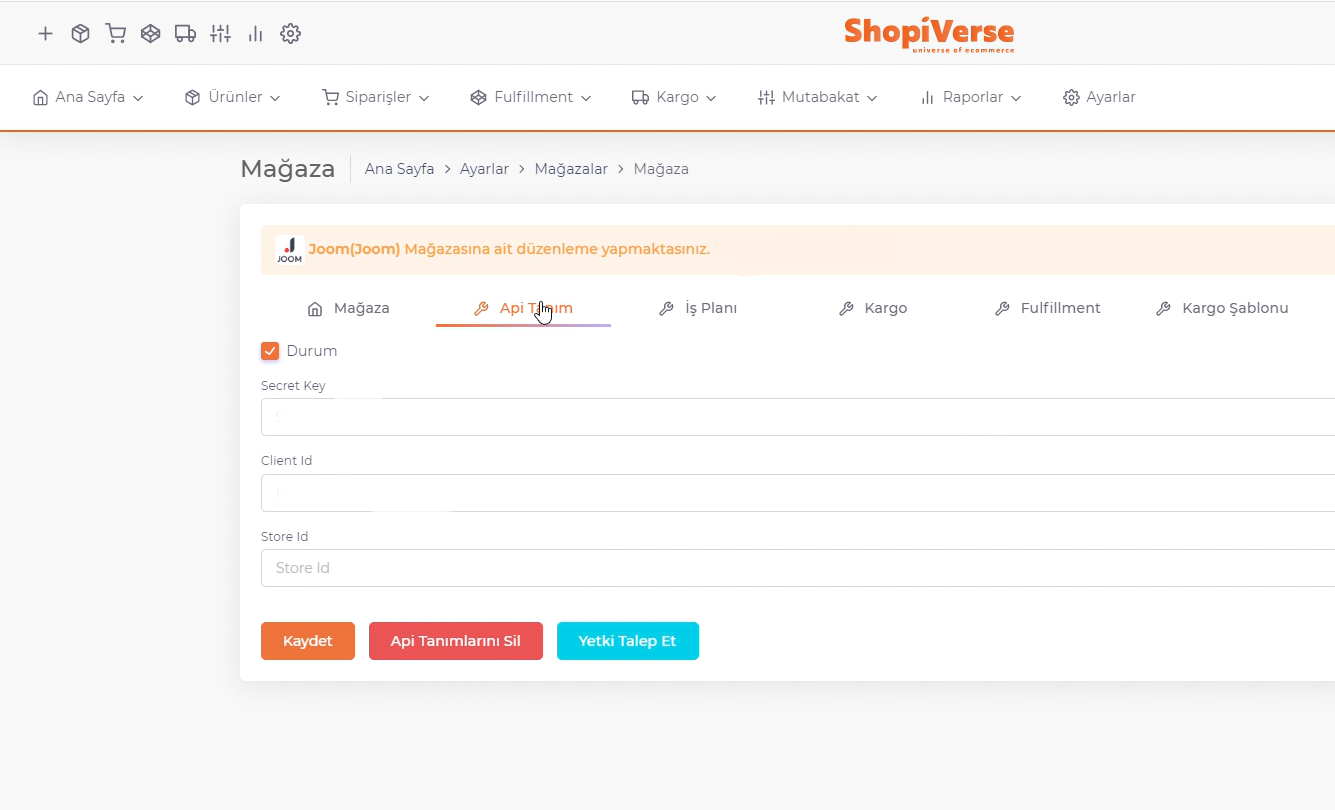 ShopiVerse
universe of ecommerce
Ana Sayfa Ürünler Siparişler Fulfillment Kargo Mutabakat Raporlar Ayarlar
Mağaza Ana Sayfa > Ayarlar > Mağazalar > Mağaza
JOOM Joom(Joom) Mağazasına ait düzenleme yapmaktasınız.
Mağaza Api Tanım İş Planı Kargo Fulfillment Kargo Şablonu
Durum
Secret Key
Client Id
Store Id
Store Id
Kaydet Api Tanımlarını Sil Yetki Talep Et